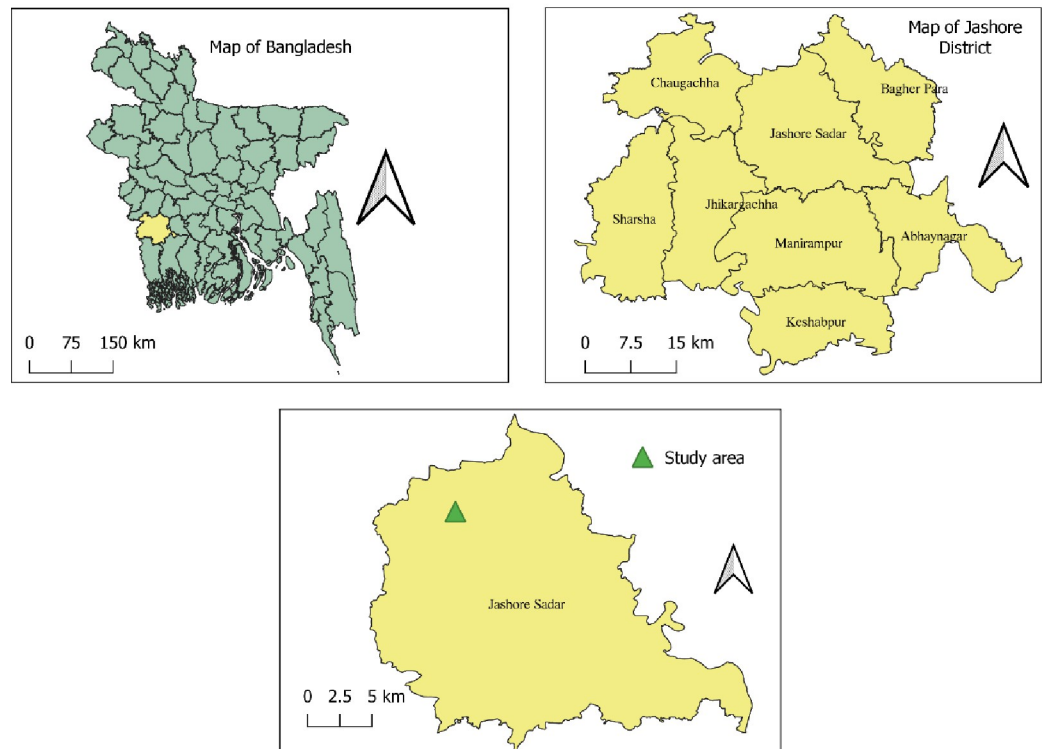 Map of Bangladesh
0 75 150 km
Map of Jashore
District
Chaugachha
Bagher Para
Jashore Sadar
Sharsha
Jhikargachha
Manirampur
Abhaynagar
Keshabpur
0 7.5 15 km
Study area
Jashore Sadar
0 2.5 5 km